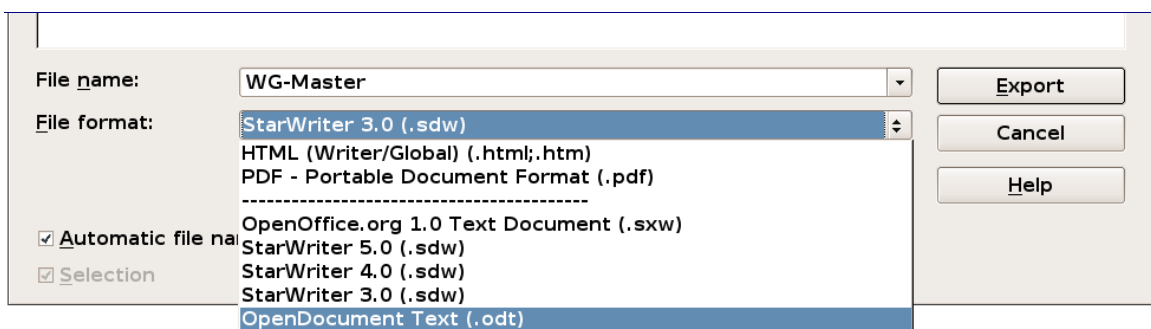 File name:
WG-Master
Export
File format:
StarWriter 3.0 (.sdw)
Cancel
HTML (Writer/Global) (.html;.htm)
PDF - Portable Document Format (.pdf)
Help
------------------------------------------
OpenOffice.org 1.0 Text Document (.sxw)
Automatic file na
StarWriter 5.0 (.sdw)
StarWriter 4.0 (.sdw)
Selection
StarWriter 3.0 (.sdw)
OpenDocument Text (.odt)